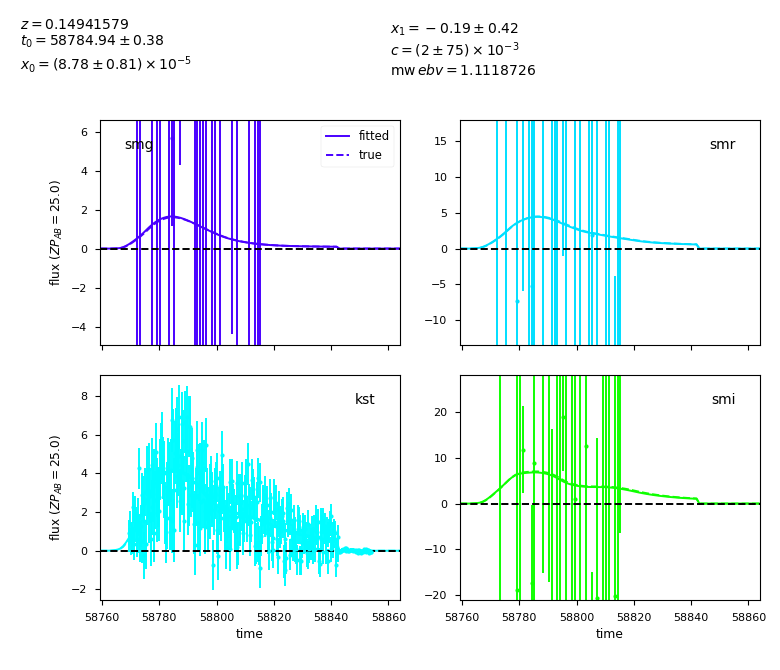 z = 0.14941579
t₀ = 58784.94 ± 0.38
x₀ = (8.78 ± 0.81) × 10⁻⁵
x₁ = −0.19 ± 0.42
c = (2 ± 75) × 10⁻³
mwebv = 1.1118726
smg
fitted
true
6
4
2
0
−2
−4
flux (ZP_AB = 25.0)
smr
15
10
5
0
−5
−10
kst
8
6
4
2
0
−2
flux (ZP_AB = 25.0)
58760 58780 58800 58820 58840 58860
time
smi
20
10
0
−10
−20
58760 58780 58800 58820 58840 58860
time